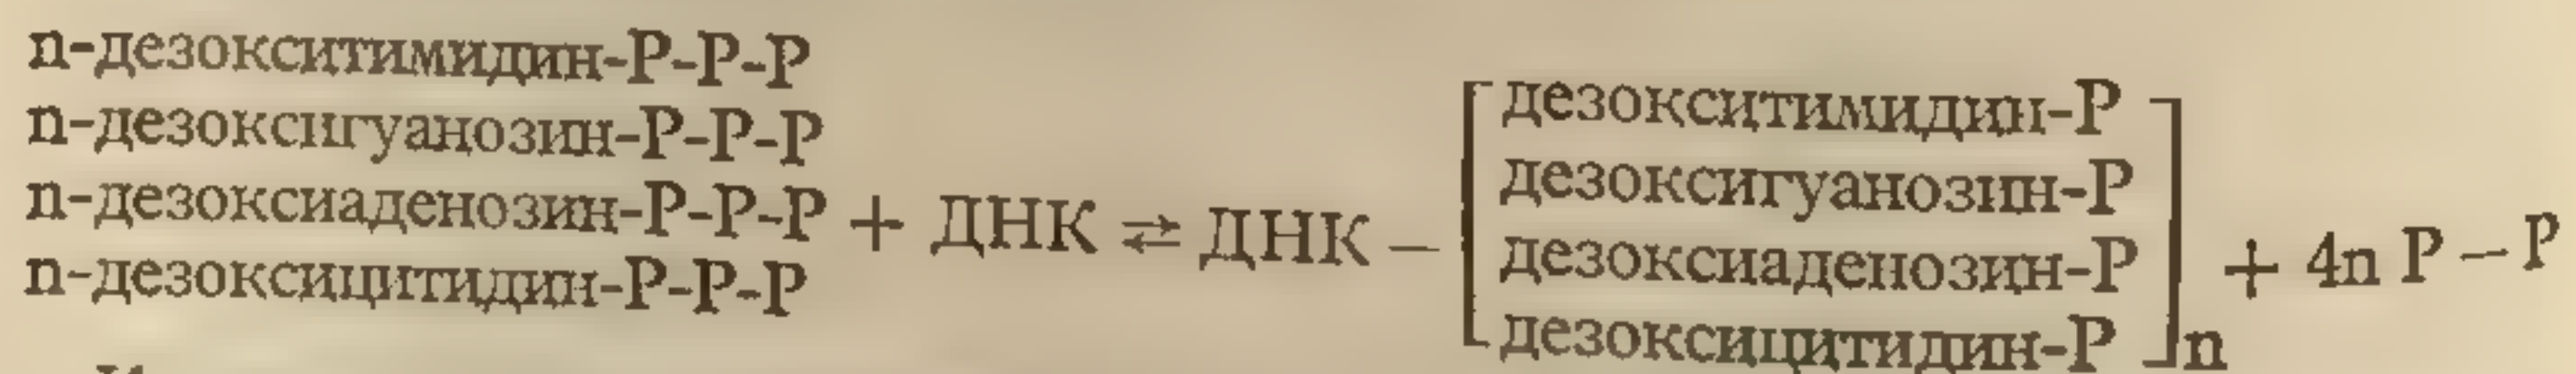 n-дезокситимидин-Р-Р-Р
n-дезоксигуанозин-Р-Р-Р
n-дезоксиаденозин-Р-Р-Р + ДНК ⇄ ДНК –
n-дезоксицитидин-Р-Р-Р
дезокситимидин-Р
дезоксигуанозин-Р
дезоксиаденозин-Р
дезоксицитидин-Р
n
+ 4n Р – Р